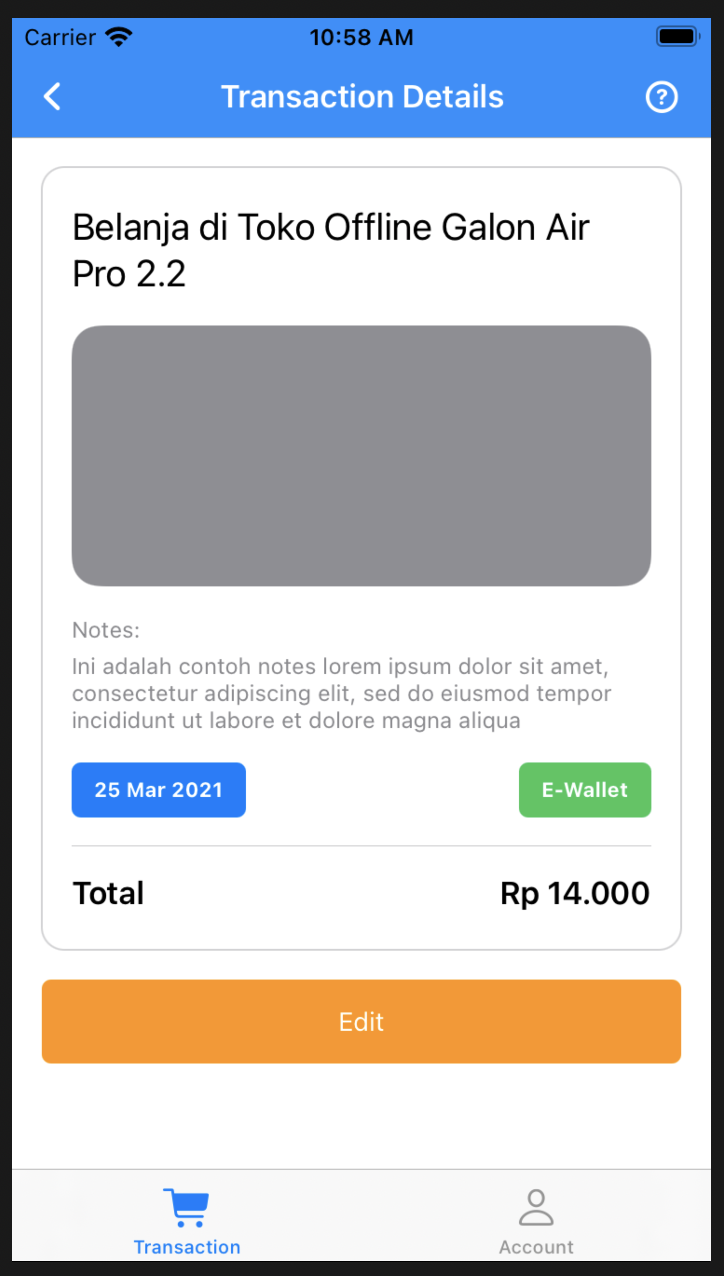 Carrier 10:58 AM
Transaction Details ?
Belanja di Toko Offline Galon Air
Pro 2.2
Notes:
Ini adalah contoh notes lorem ipsum dolor sit amet,
consectetur adipiscing elit, sed do eiusmod tempor
incididunt ut labore et dolore magna aliqua
25 Mar 2021 E-Wallet
Total Rp 14.000
Edit
Transaction Account